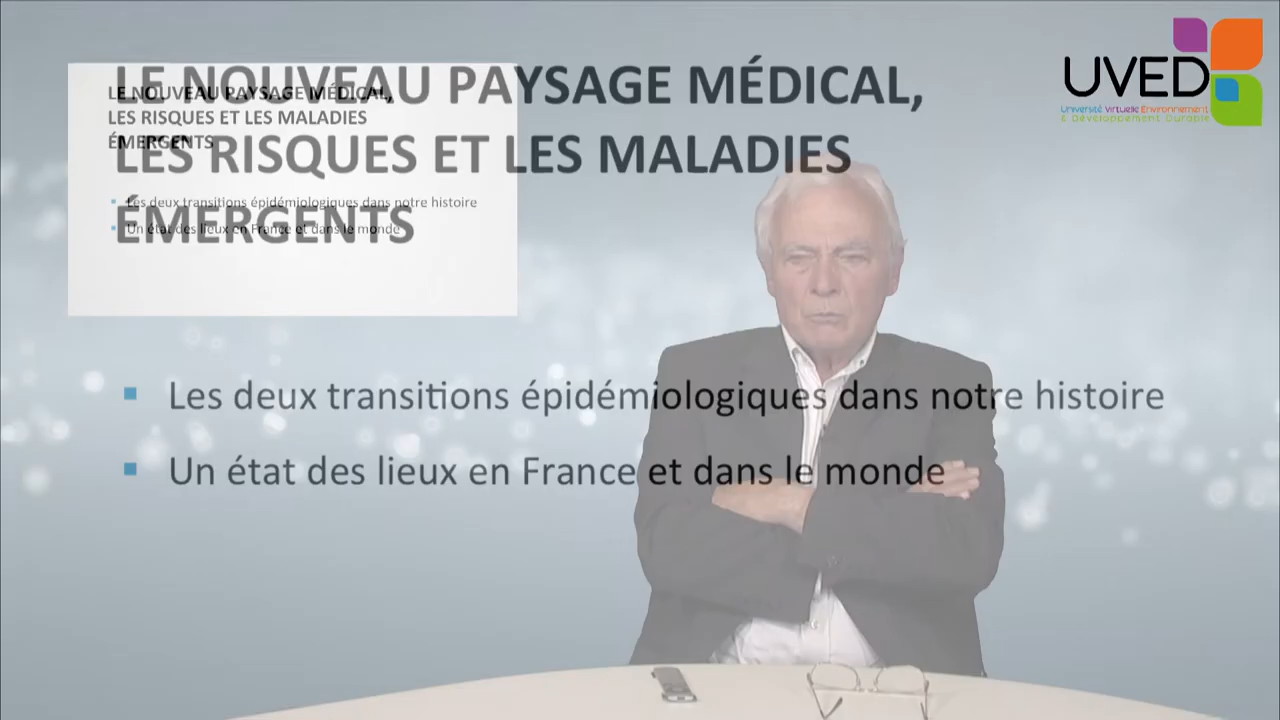 LE NOUVEAU PAYSAGE MÉDICAL,
LES RISQUES ET LES MALADIES
ÉMERGENTS
Les deux transitions épidémiologiques dans notre histoire
Un état des lieux en France et dans le monde
LE NOUVEAU PAYSAGE MÉDICAL,
LES RISQUES ET LES MALADIES
ÉMERGENTS
Les deux transitions épidémiologiques dans notre histoire
Un état des lieux en France et dans le monde
UVED
Université Virtuelle Environnement
& Développement Durable